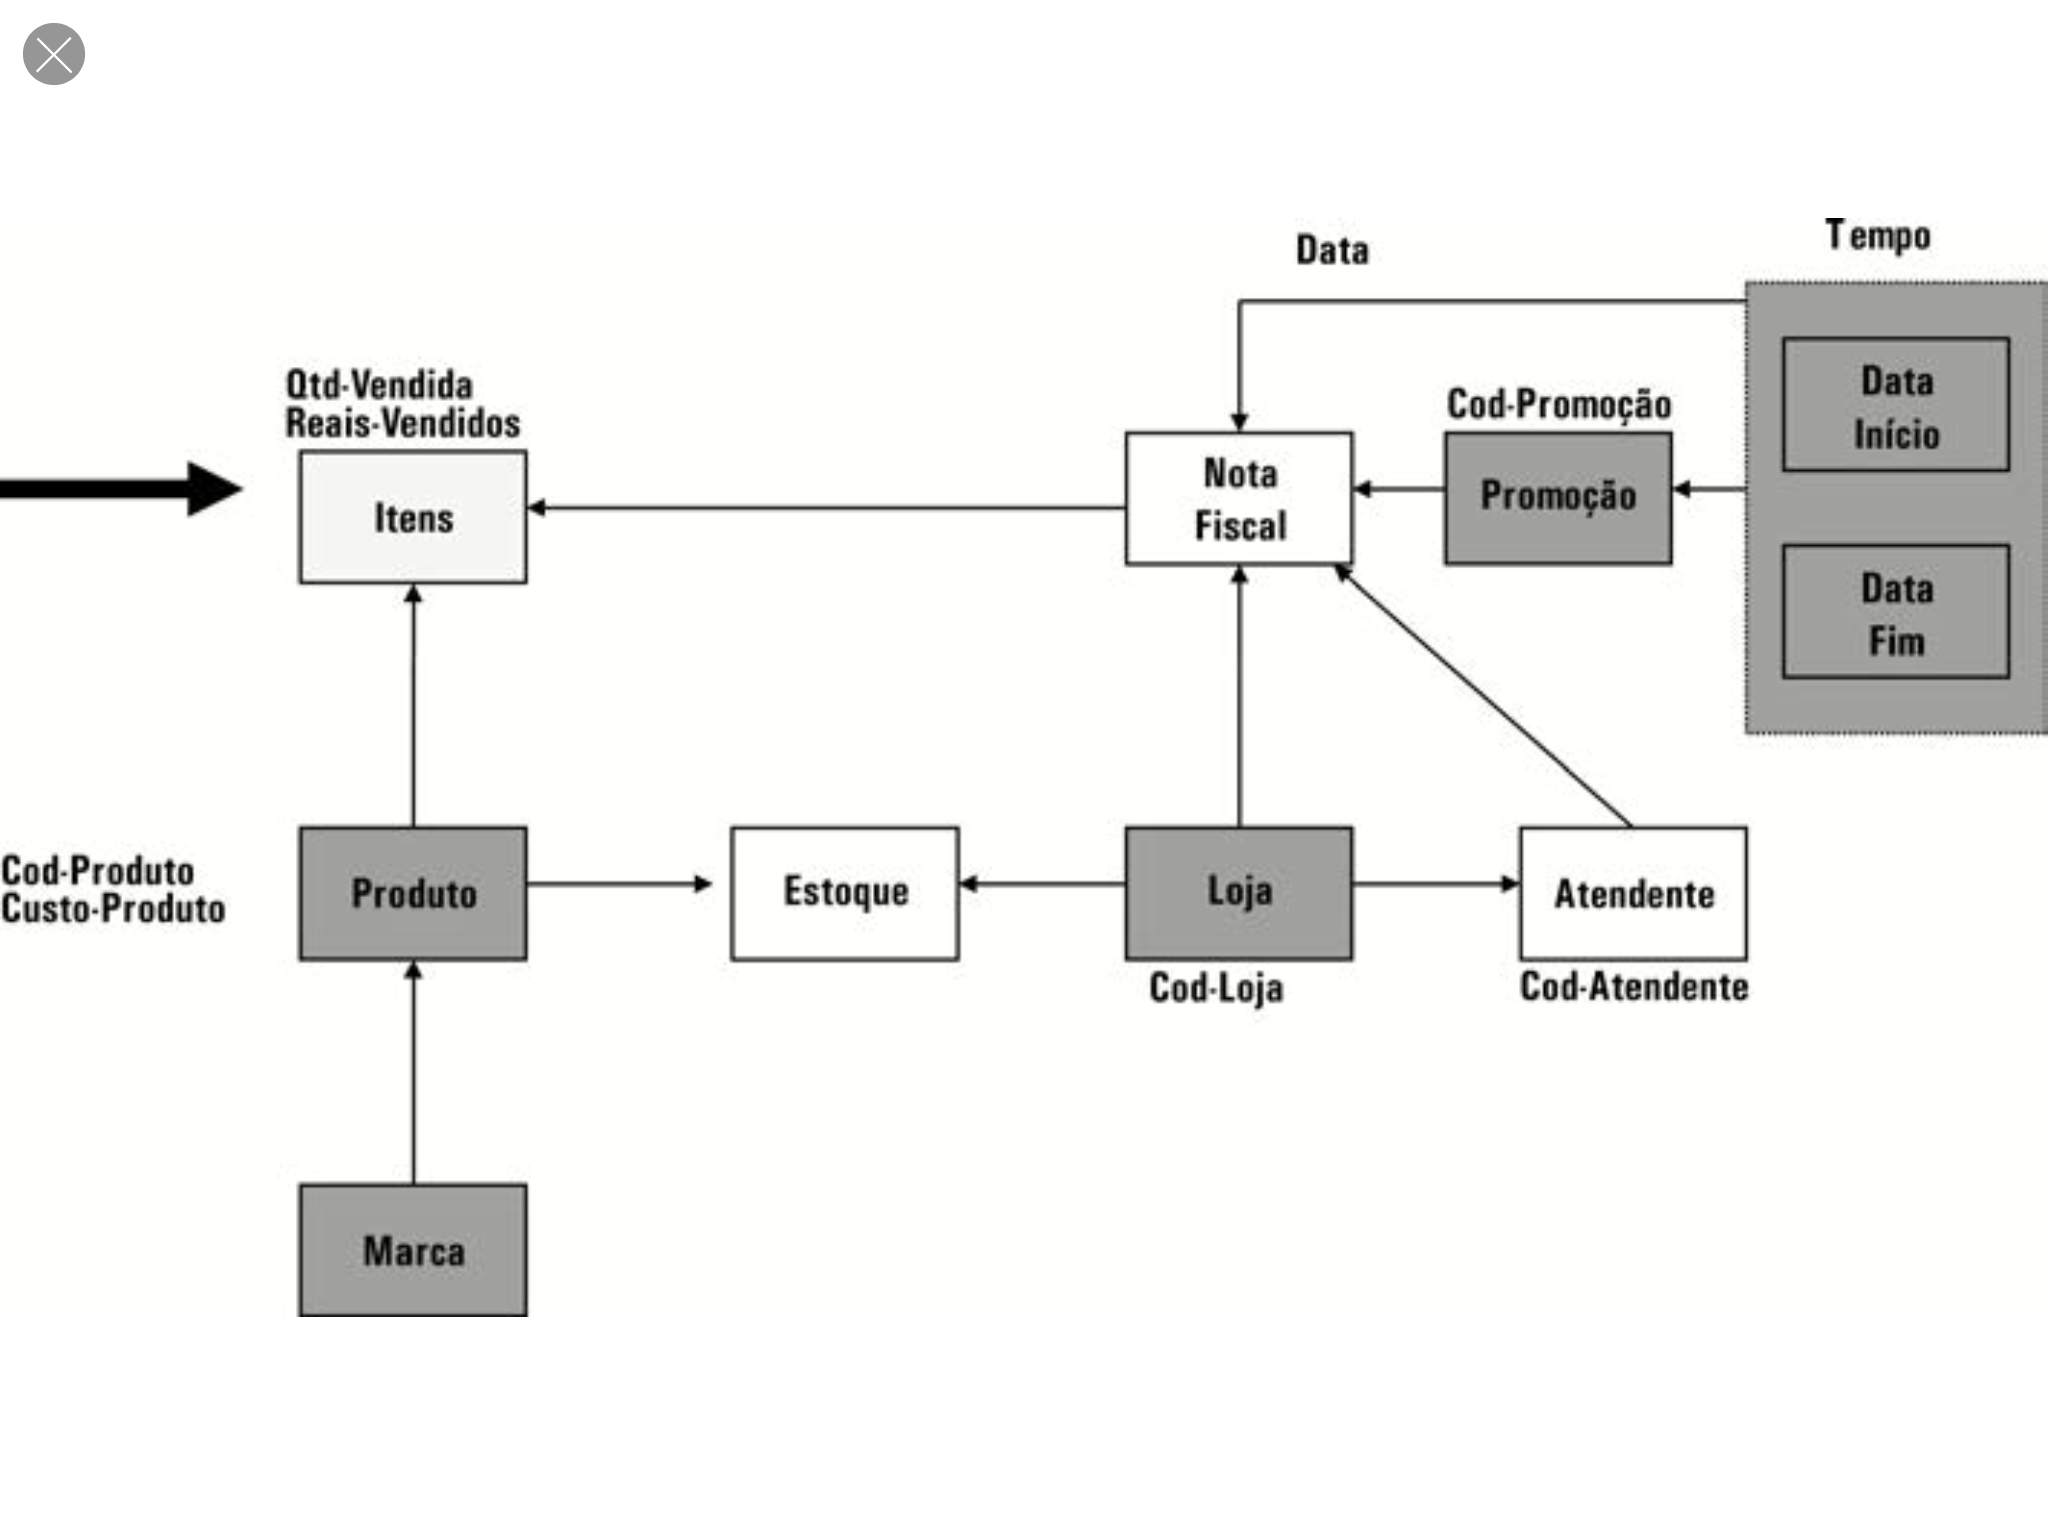 Tempo
Data
Data
Início
Qtd-Vendida
Reais-Vendidos
Cod-Promoção
Itens
Nota
Fiscal
Promoção
Data
Fim
Cod-Produto
Custo-Produto
Produto
Estoque
Loja
Atendente
Cod-Loja
Cod-Atendente
Marca